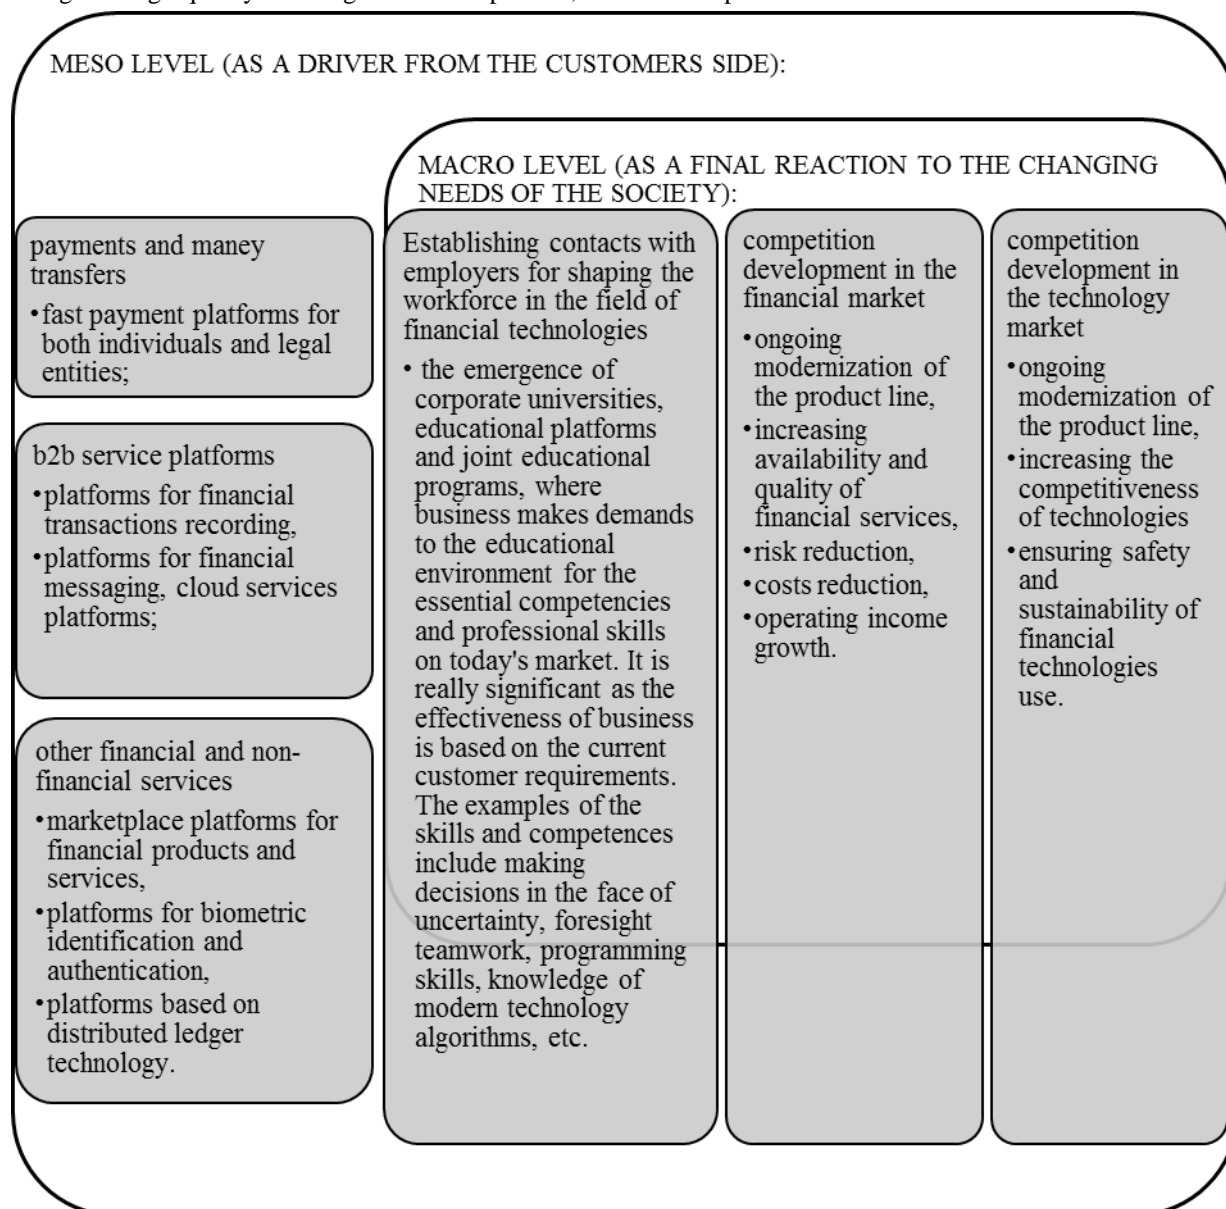 MESO LEVEL (AS A DRIVER FROM THE CUSTOMERS SIDE):
MACRO LEVEL (AS A FINAL REACTION TO THE CHANGING
NEEDS OF THE SOCIETY):
payments and maney
transfers
•fast payment platforms for
both individuals and legal
entities;
b2b service platforms
•platforms for financial
transactions recording,
•platforms for financial
messaging, cloud services
platforms;
other financial and non-
financial services
•marketplace platforms for
financial products and
services,
•platforms for biometric
identification and
authentication,
•platforms based on
distributed ledger
technology.
Establishing contacts with
employers for shaping the
workforce in the field of
financial technologies
• the emergence of
corporate universities,
educational platforms
and joint educational
programs, where
business makes demands
to the educational
environment for the
essential competencies
and professional skills
on today's market. It is
really significant as the
effectiveness of business
is based on the current
customer requirements.
The examples of the
skills and competences
include making
decisions in the face of
uncertainty, foresight
teamwork, programming
skills, knowledge of
modern technology
algorithms, etc.
competition
development in the
financial market
•ongoing
modernization of
the product line,
•increasing
availability and
quality of
financial services,
•risk reduction,
•costs reduction,
•operating income
growth.
competition
development in
the technology
market
•ongoing
modernization of
the product line,
•increasing the
competitiveness
of technologies
•ensuring safety
and
sustainability of
financial
technologies
use.